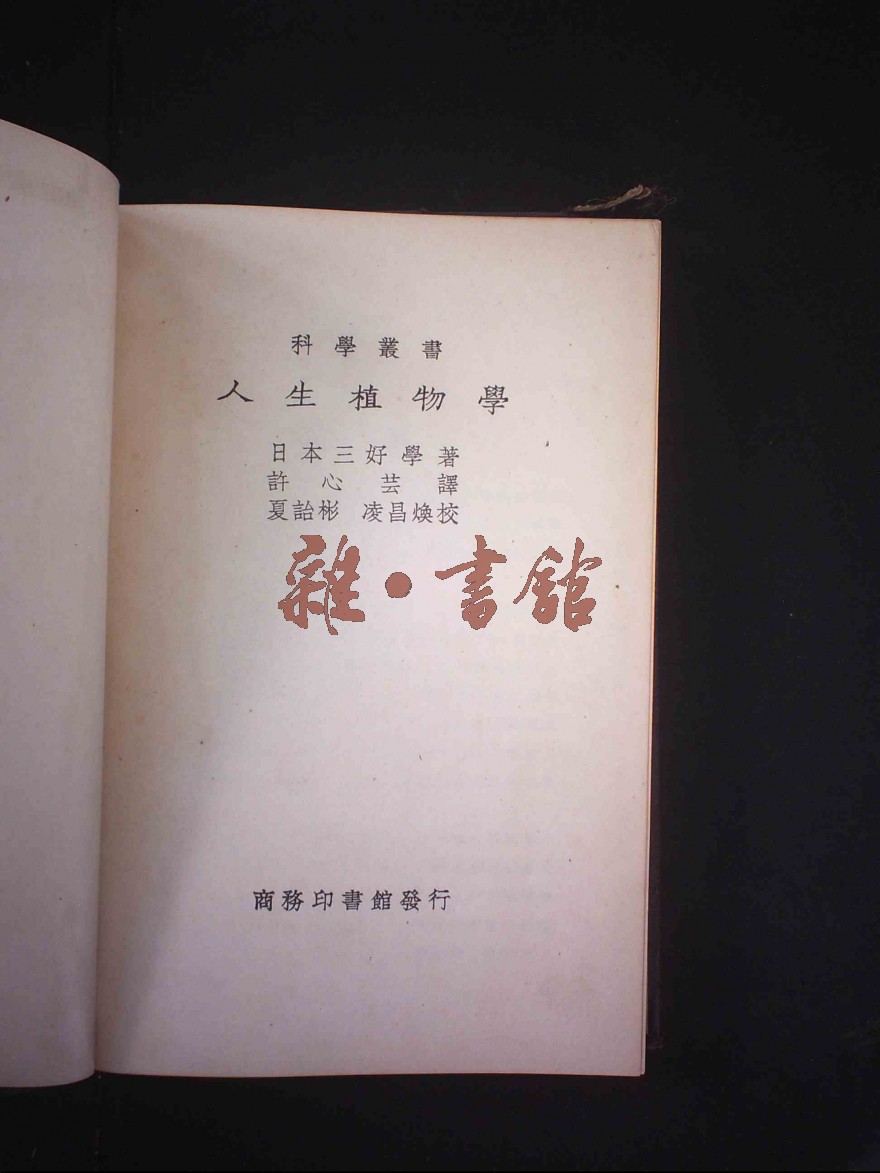 科學叢書
人生植物學
日本三好學著
許心芸譯
夏詒彬 凌昌煥校
雜·書館
商務印書館發行